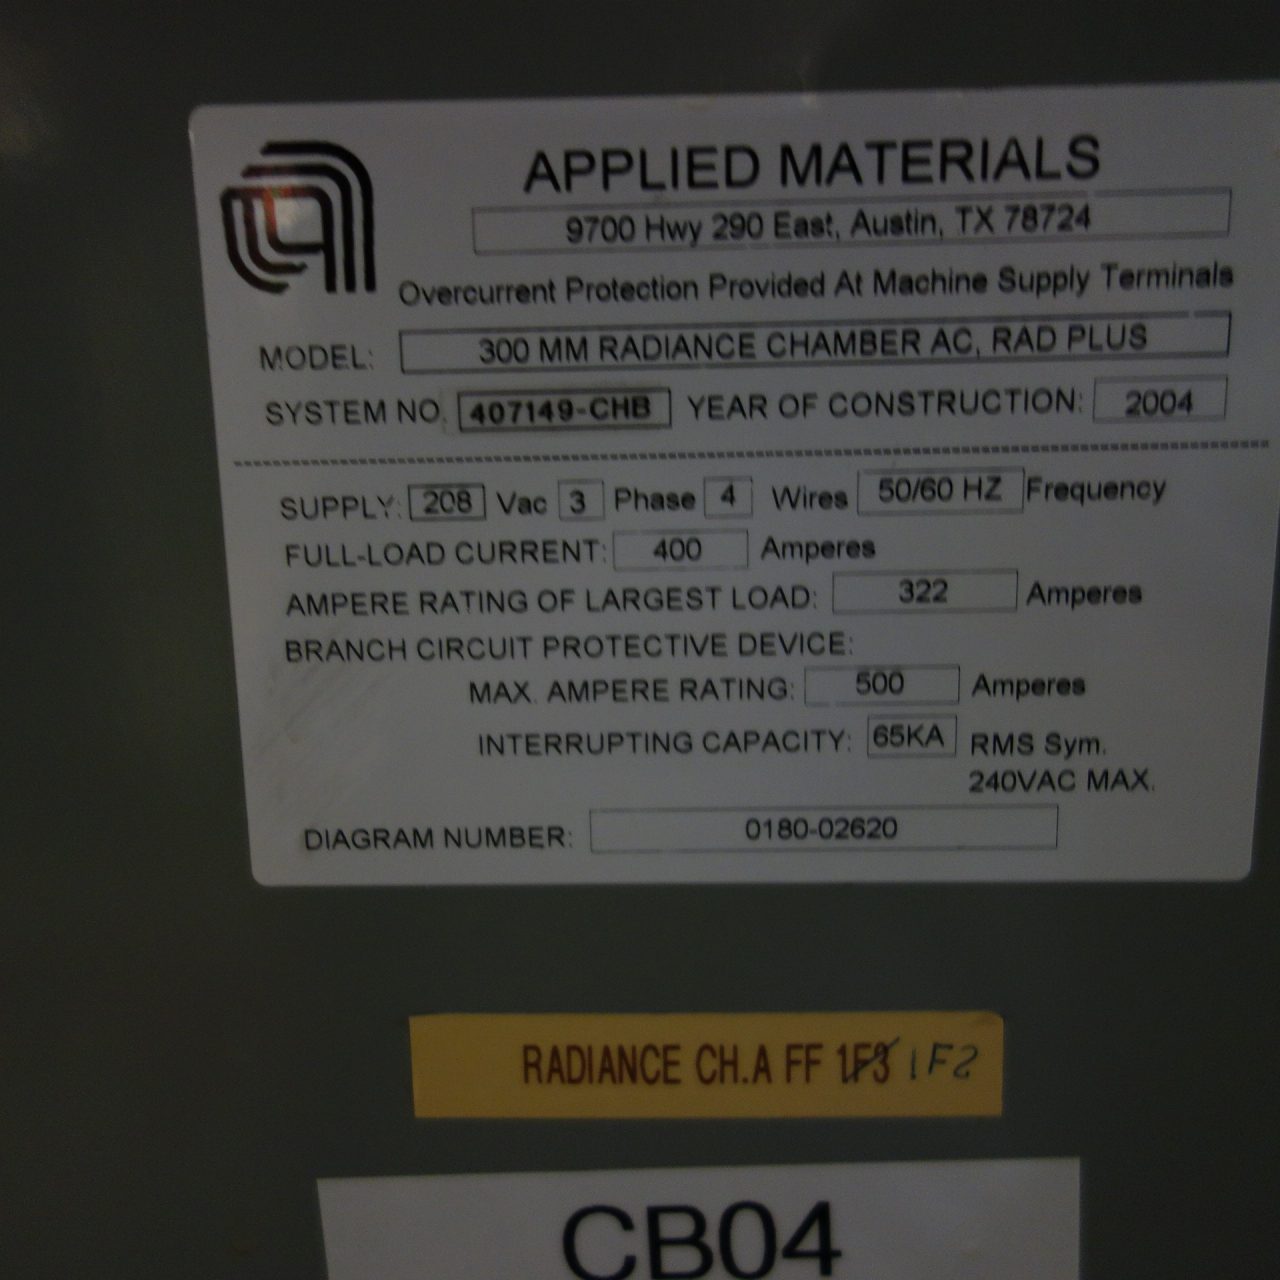 APPLIED MATERIALS
9700 Hwy 290 East, Austin, TX 78724
Overcurrent Protection Provided At Machine Supply Terminals
MODEL: 300 MM RADIANCE CHAMBER AC, RAD PLUS
SYSTEM NO. 407149-CHB YEAR OF CONSTRUCTION: 2004
SUPPLY: 208 Vac 3 Phase 4 Wires 50/60 HZ Frequency
FULL-LOAD CURRENT: 400 Amperes
AMPERE RATING OF LARGEST LOAD: 322 Amperes
BRANCH CIRCUIT PROTECTIVE DEVICE:
MAX. AMPERE RATING: 500 Amperes
INTERRUPTING CAPACITY: 65KA RMS Sym.
240VAC MAX.
DIAGRAM NUMBER: 0180-02620
RADIANCE CH.A FF 1F3 1F2
CB04